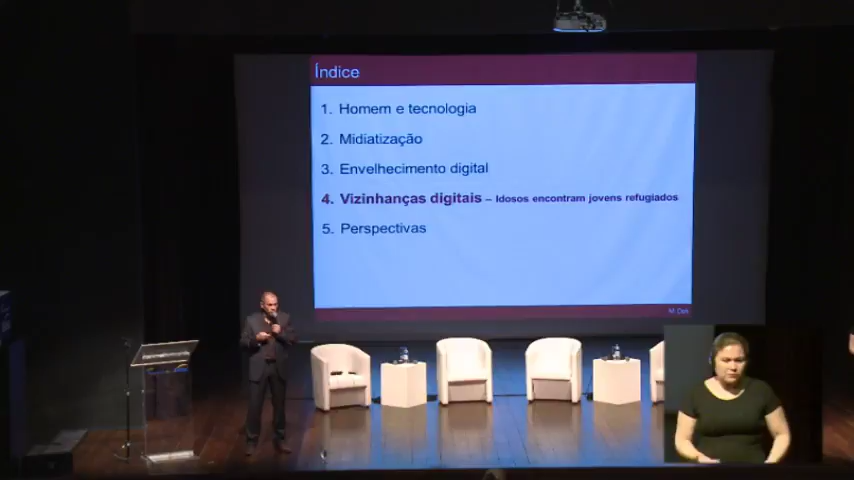 Índice
1. Homem e tecnologia
2. Midiatização
3. Envelhecimento digital
4. Vizinhanças digitais – Idosos encontram jovens refugiados
5. Perspectivas